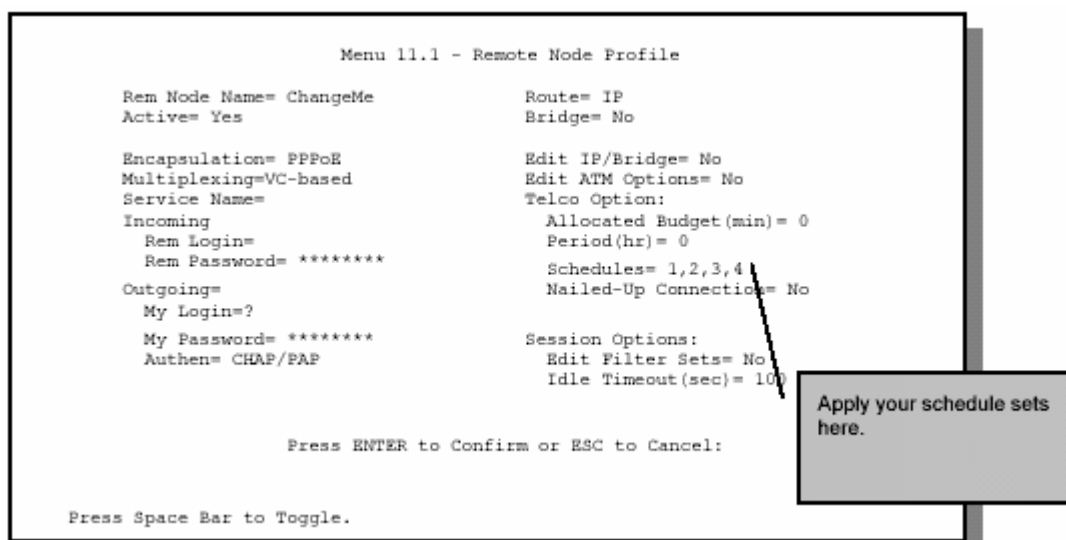 Menu 11.1 - Remote Node Profile
Rem Node Name= ChangeMe Route= IP
Active= Yes Bridge= No
Encapsulation= PPPoE Edit IP/Bridge= No
Multiplexing=VC-based Edit ATM Options= No
Service Name= Telco Option:
Incoming Allocated Budget(min)= 0
Rem Login= Period(hr)= 0
Rem Password= ******** Schedules= 1,2,3,4
Outgoing= Nailed-Up Connection= No
My Login=?
My Password= ******** Session Options:
Authen= CHAP/PAP Edit Filter Sets= No
Idle Timeout(sec)= 100
Apply your schedule sets
here.
Press ENTER to Confirm or ESC to Cancel:
Press Space Bar to Toggle.